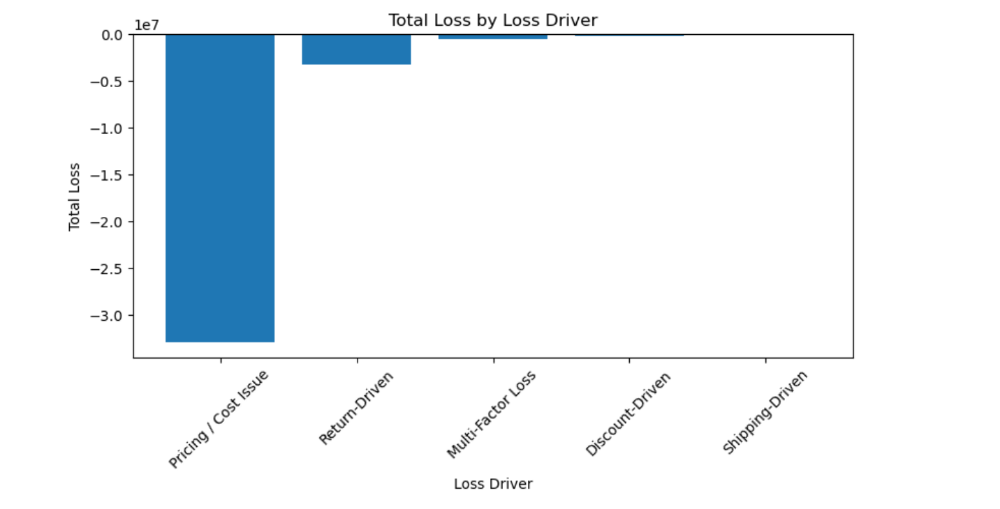 Total Loss by Loss Driver
1e7
0.0
−0.5
−1.0
−1.5
−2.0
−2.5
−3.0
Total Loss
Pricing / Cost Issue
Return-Driven
Multi-Factor Loss
Discount-Driven
Shipping-Driven
Loss Driver